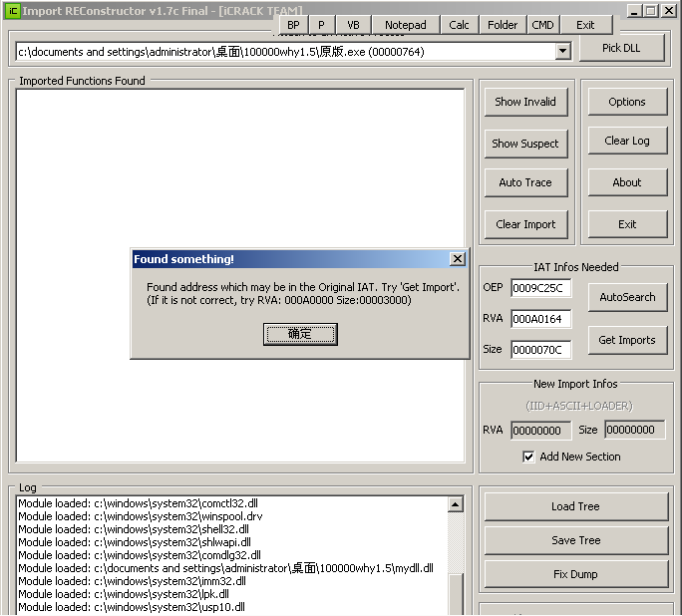 Import REConstructor v1.7c Final - [iCRACK TEAM]
BP P VB Notepad Calc Folder CMD Exit
c:\documents and settings\administrator\桌面\100000why1.5\原版.exe (00000764)
Pick DLL
Imported Functions Found
Show Invalid
Options
Show Suspect
Clear Log
Auto Trace
About
Clear Import
Exit
Found something!
Found address which may be in the Original IAT. Try 'Get Import'.
(If it is not correct, try RVA: 000A0000 Size:00003000)
确定
IAT Infos Needed
OEP 0009C25C
AutoSearch
RVA 000A0164
Size 0000070C
Get Imports
New Import Infos
(IID+ASCII+LOADER)
RVA 00000000 Size 00000000
Add New Section
Log
Module loaded: c:\windows\system32\comctl32.dll
Module loaded: c:\windows\system32\winspool.drv
Module loaded: c:\windows\system32\shell32.dll
Module loaded: c:\windows\system32\shlwapi.dll
Module loaded: c:\windows\system32\comdlg32.dll
Module loaded: c:\documents and settings\administrator\桌面\100000why1.5\mydll.dll
Module loaded: c:\windows\system32\imm32.dll
Module loaded: c:\windows\system32\lpk.dll
Module loaded: c:\windows\system32\usp10.dll
Load Tree
Save Tree
Fix Dump